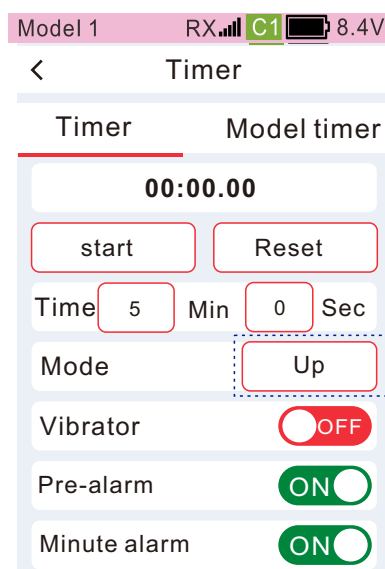 Model 1 RX C1 8.4V
< Timer
Timer Model timer
00:00.00
start Reset
Time 5 Min 0 Sec
Mode Up
Vibrator OFF
Pre-alarm ON
Minute alarm ON